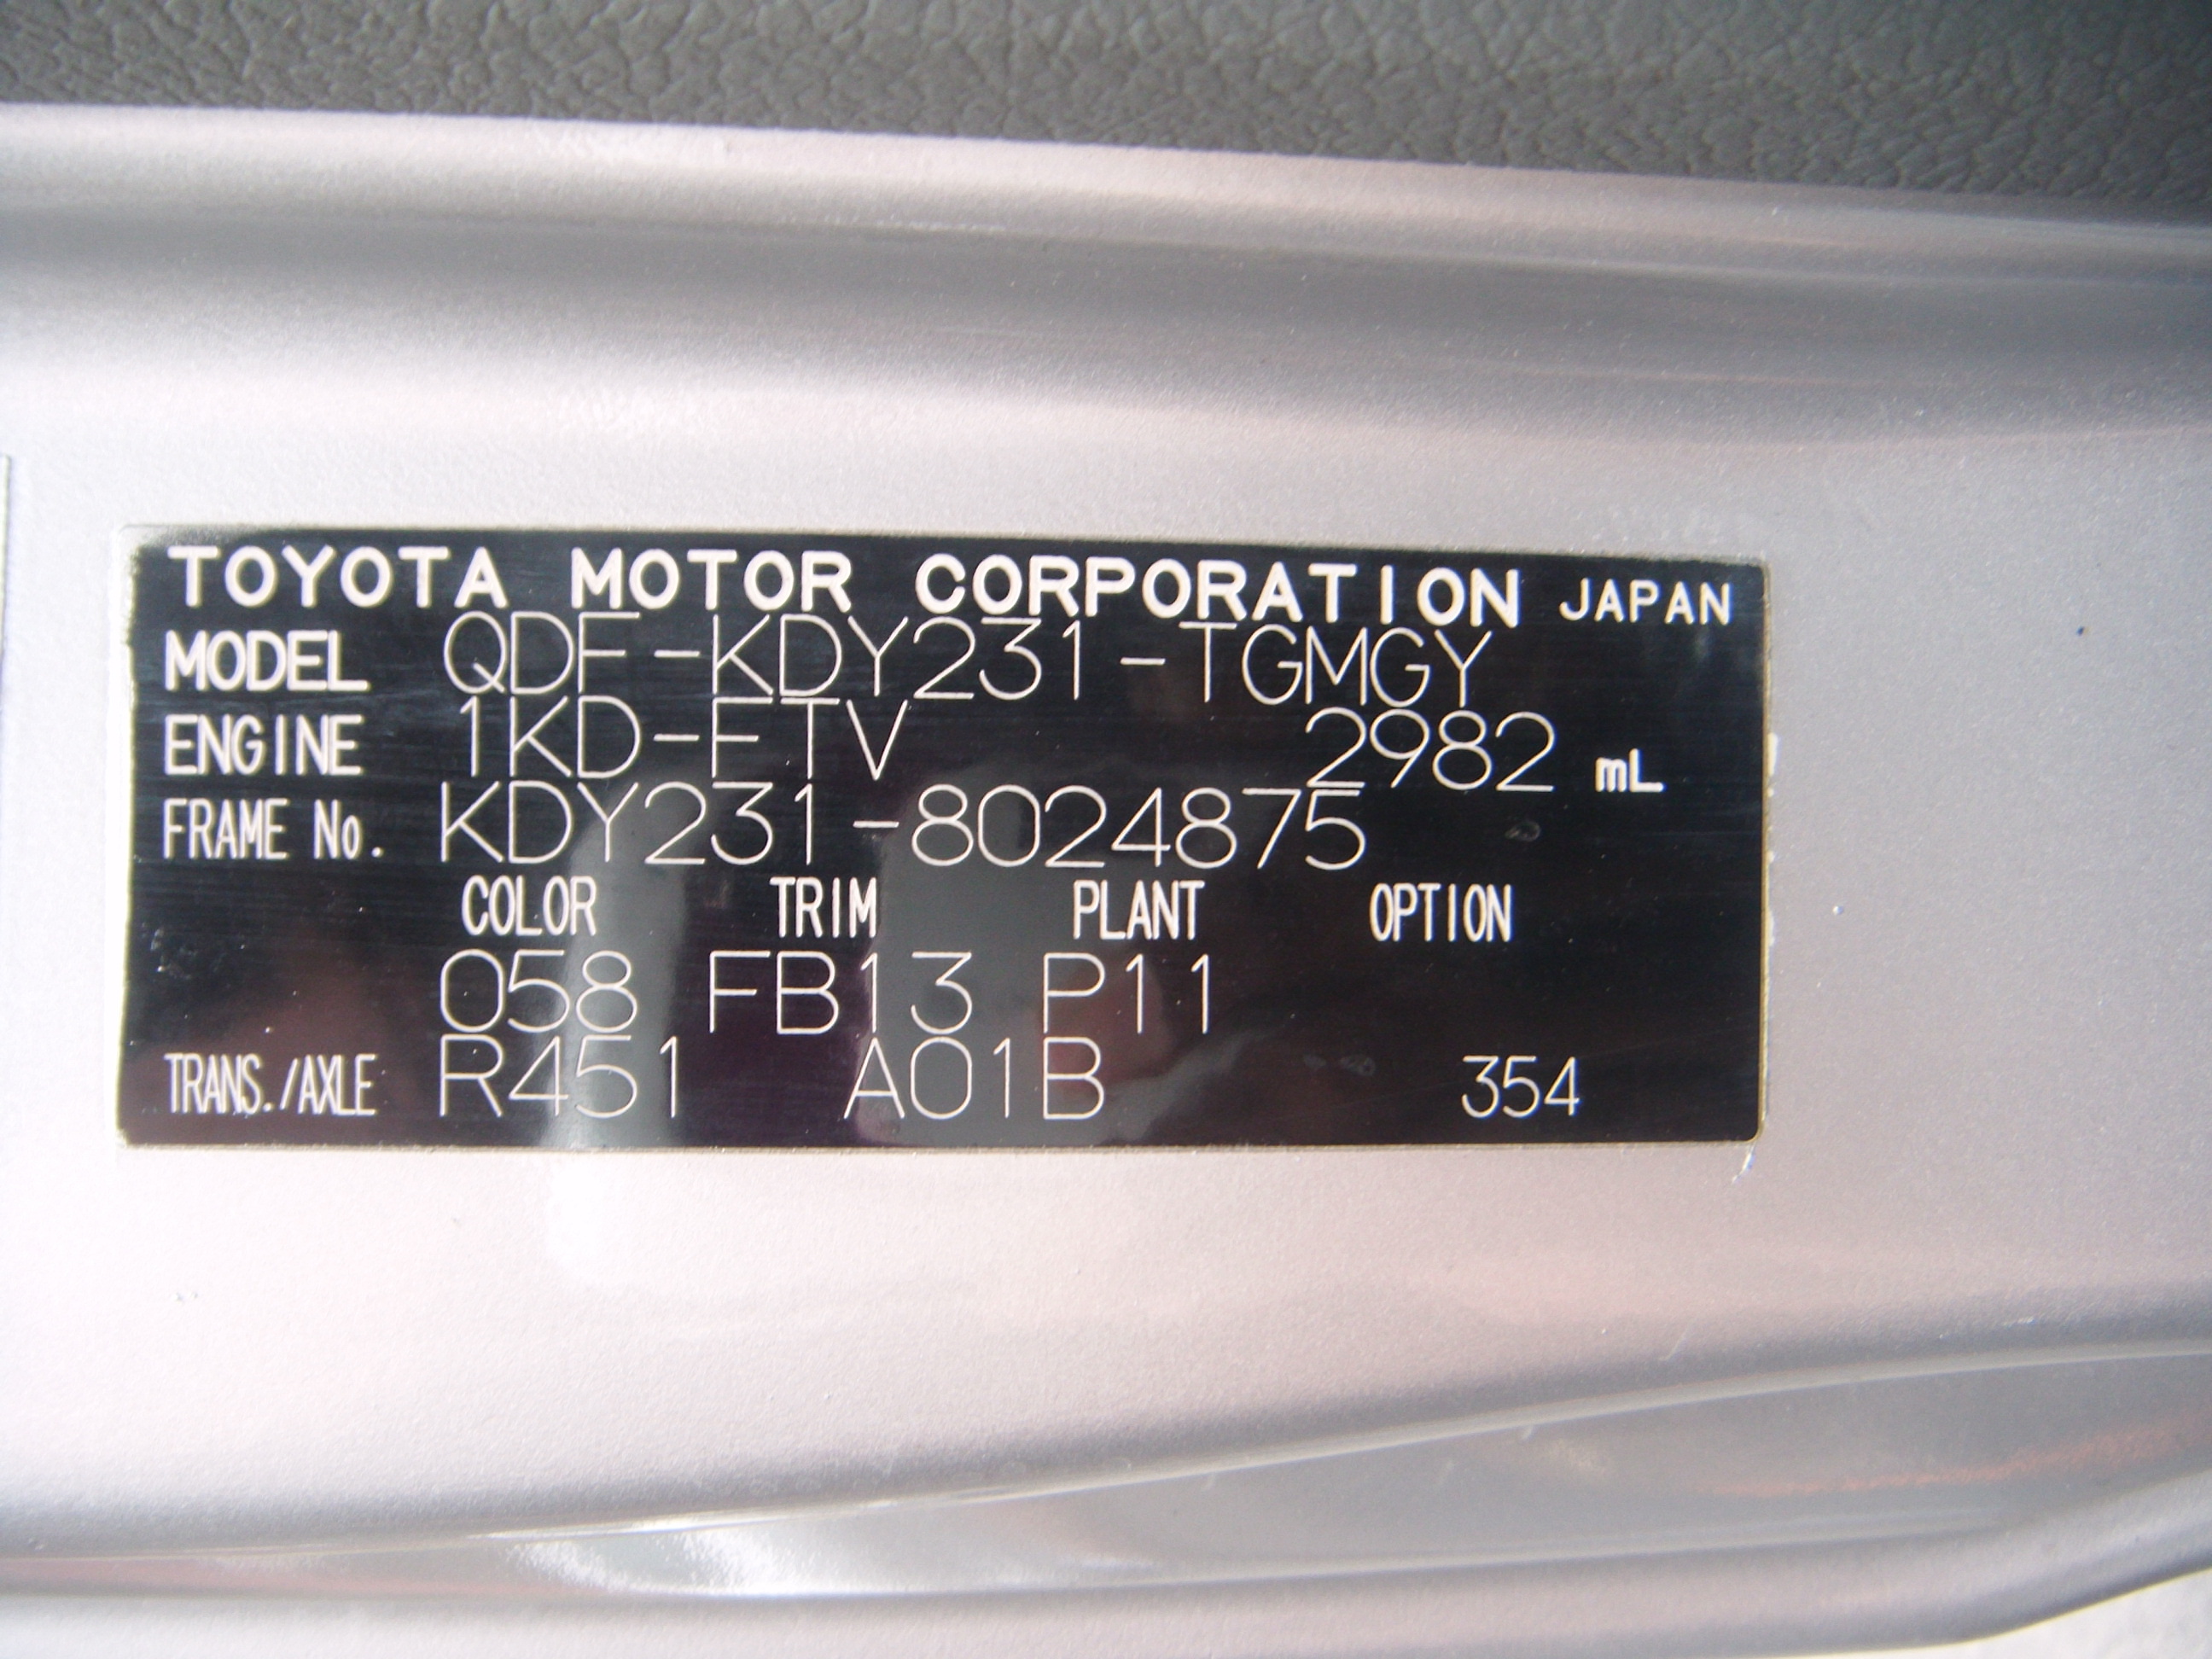 TOYOTA MOTOR CORPORATION JAPAN
MODEL QDF-KDY231-TGMGY
ENGINE 1KD-FTV 2982 mL
FRAME No. KDY231-8024875
COLOR TRIM PLANT OPTION
058 FB13 P11
TRANS./AXLE R451 A01B 354